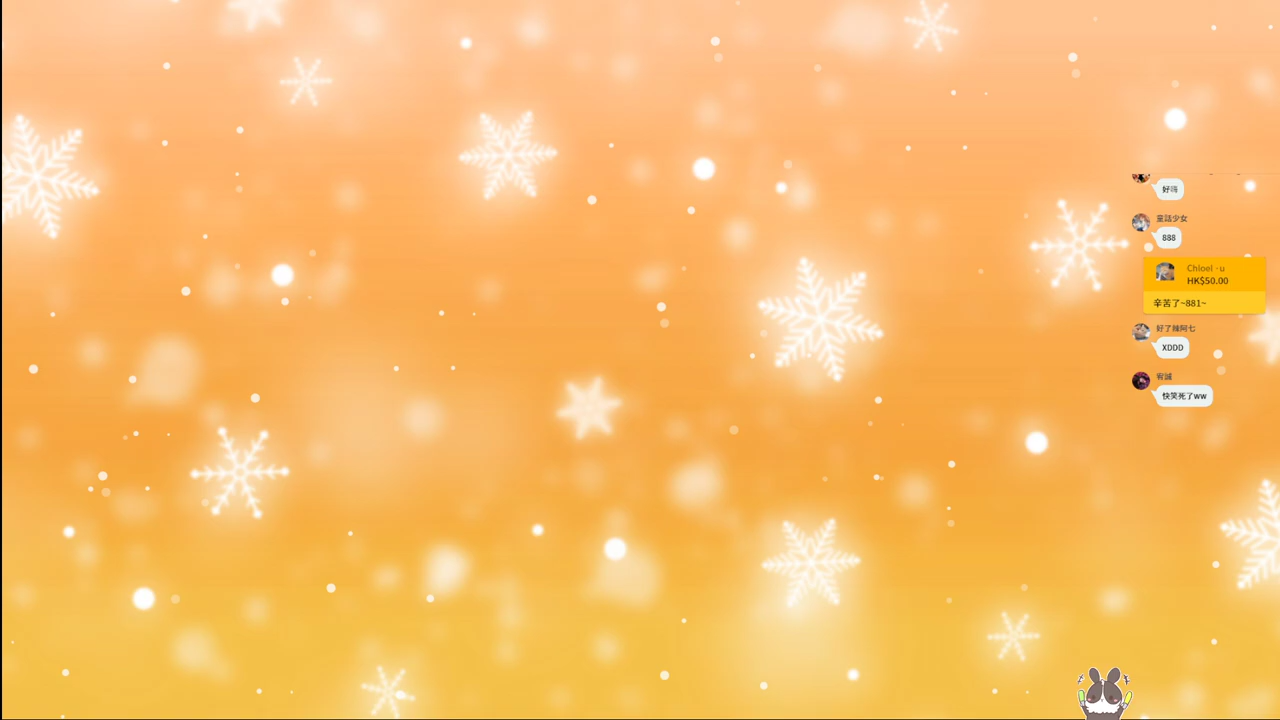 好嗨
童話少女
888
Chloel ·u
HK$50.00
辛苦了~881~
好了辣阿七
XDDD
宥誠
快笑死了ww